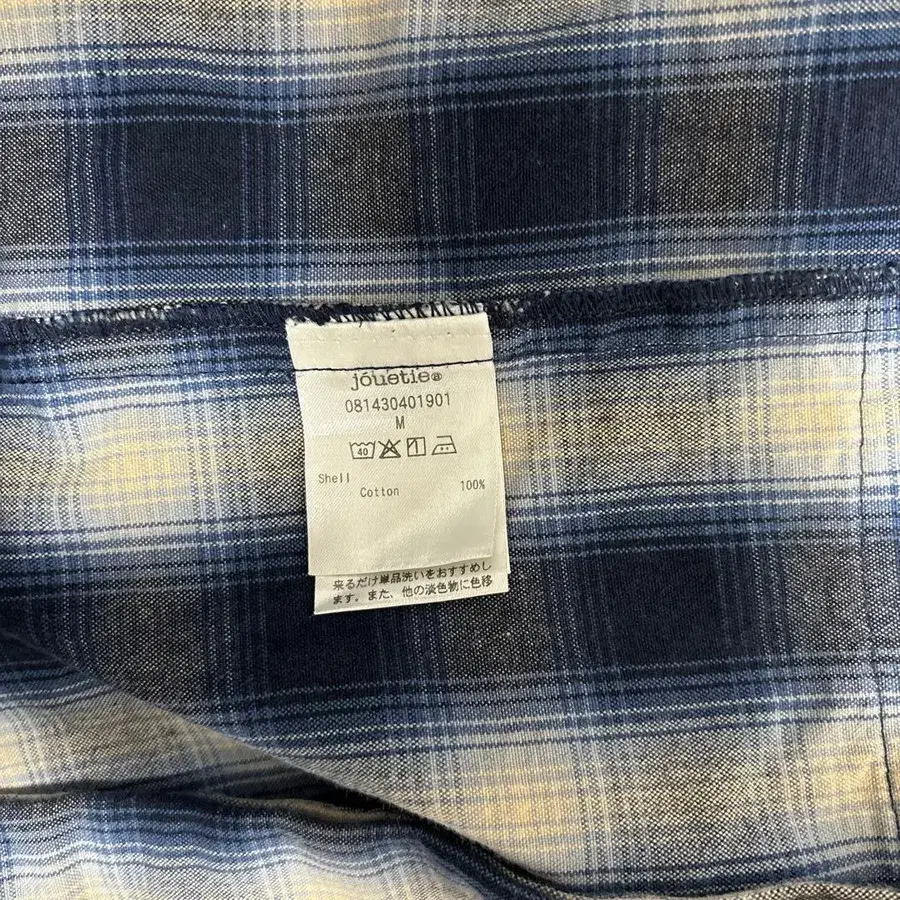 jouetie®
081430401901
M
40
Shell
Cotton 100%
来るだけ単品洗いをおすすめし
ます。また、他の淡色物に色移